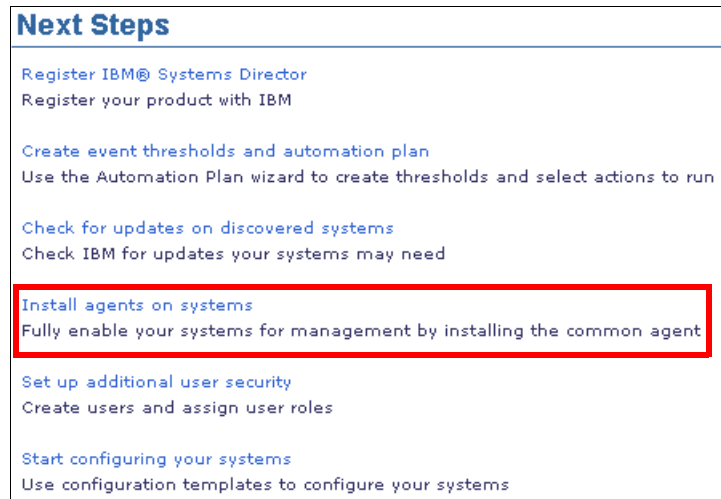 Next Steps
Register IBM® Systems Director
Register your product with IBM
Create event thresholds and automation plan
Use the Automation Plan wizard to create thresholds and select actions to run
Check for updates on discovered systems
Check IBM for updates your systems may need
Install agents on systems
Fully enable your systems for management by installing the common agent
Set up additional user security
Create users and assign user roles
Start configuring your systems
Use configuration templates to configure your systems